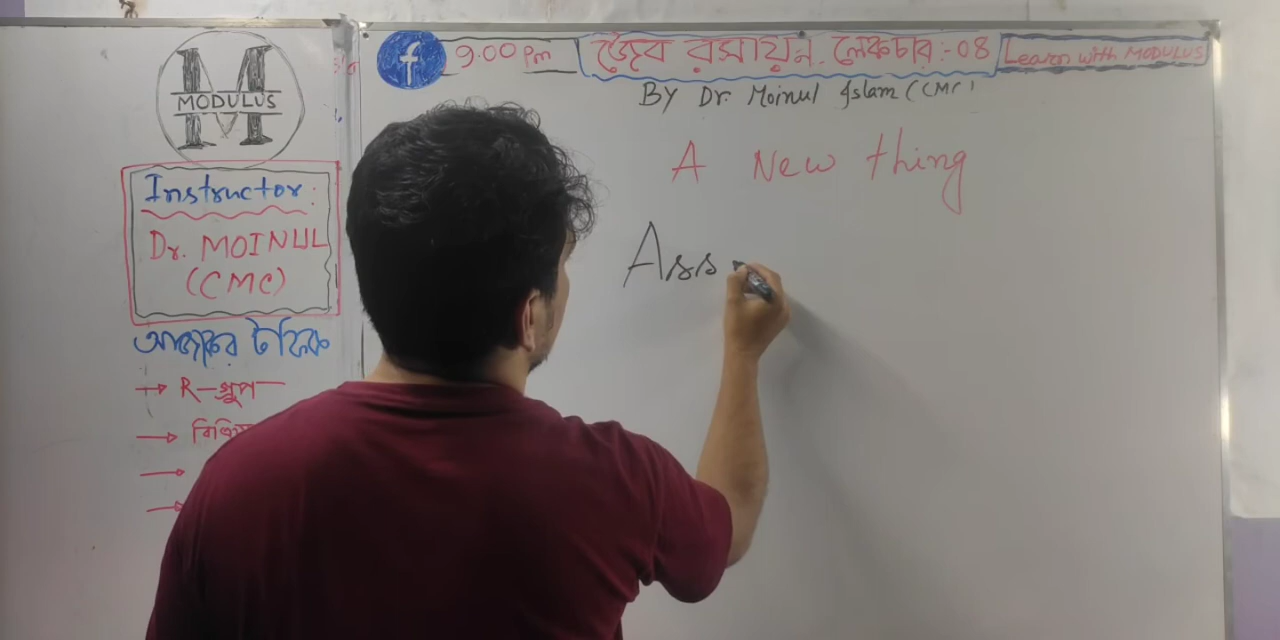 MODULUS
Instructor:
Dr. MOINUL
(CMC)
আজকের টপিক
→ R-গ্রুপ
→
→
→
f 9:00 Pm জৈব রসায়ন. লেকচার:-08 Learn with MODULUS
By Dr. Moinul Islam (CMC)
A New thing
Ass